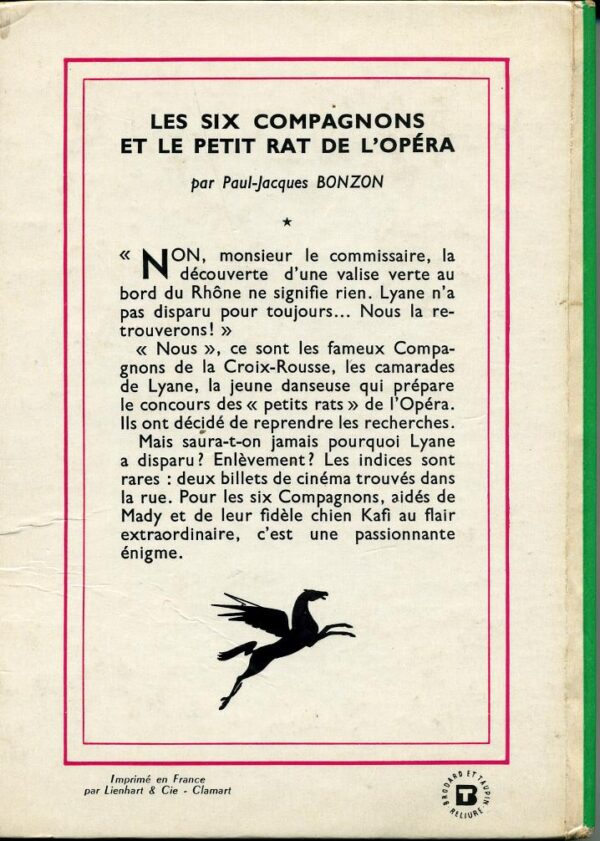 LES SIX COMPAGNONS
ET LE PETIT RAT DE L'OPÉRA
par Paul-Jacques BONZON
« NON, monsieur le commissaire, la
découverte d'une valise verte au
bord du Rhône ne signifie rien. Lyane n'a
pas disparu pour toujours... Nous la re-
trouverons! »
« Nous », ce sont les fameux Compa-
gnons de la Croix-Rousse, les camarades
de Lyane, la jeune danseuse qui prépare
le concours des « petits rats » de l'Opéra.
Ils ont décidé de reprendre les recherches.
Mais saura-t-on jamais pourquoi Lyane
a disparu? Enlèvement? Les indices sont
rares : deux billets de cinéma trouvés dans
la rue. Pour les six Compagnons, aidés de
Mady et de leur fidèle chien Kafi au flair
extraordinaire, c'est une passionnante
énigme.
Imprimé en France
par Lienhart & Cie - Clamart
BRODARD ET TAUPIN
BT
RELIURE